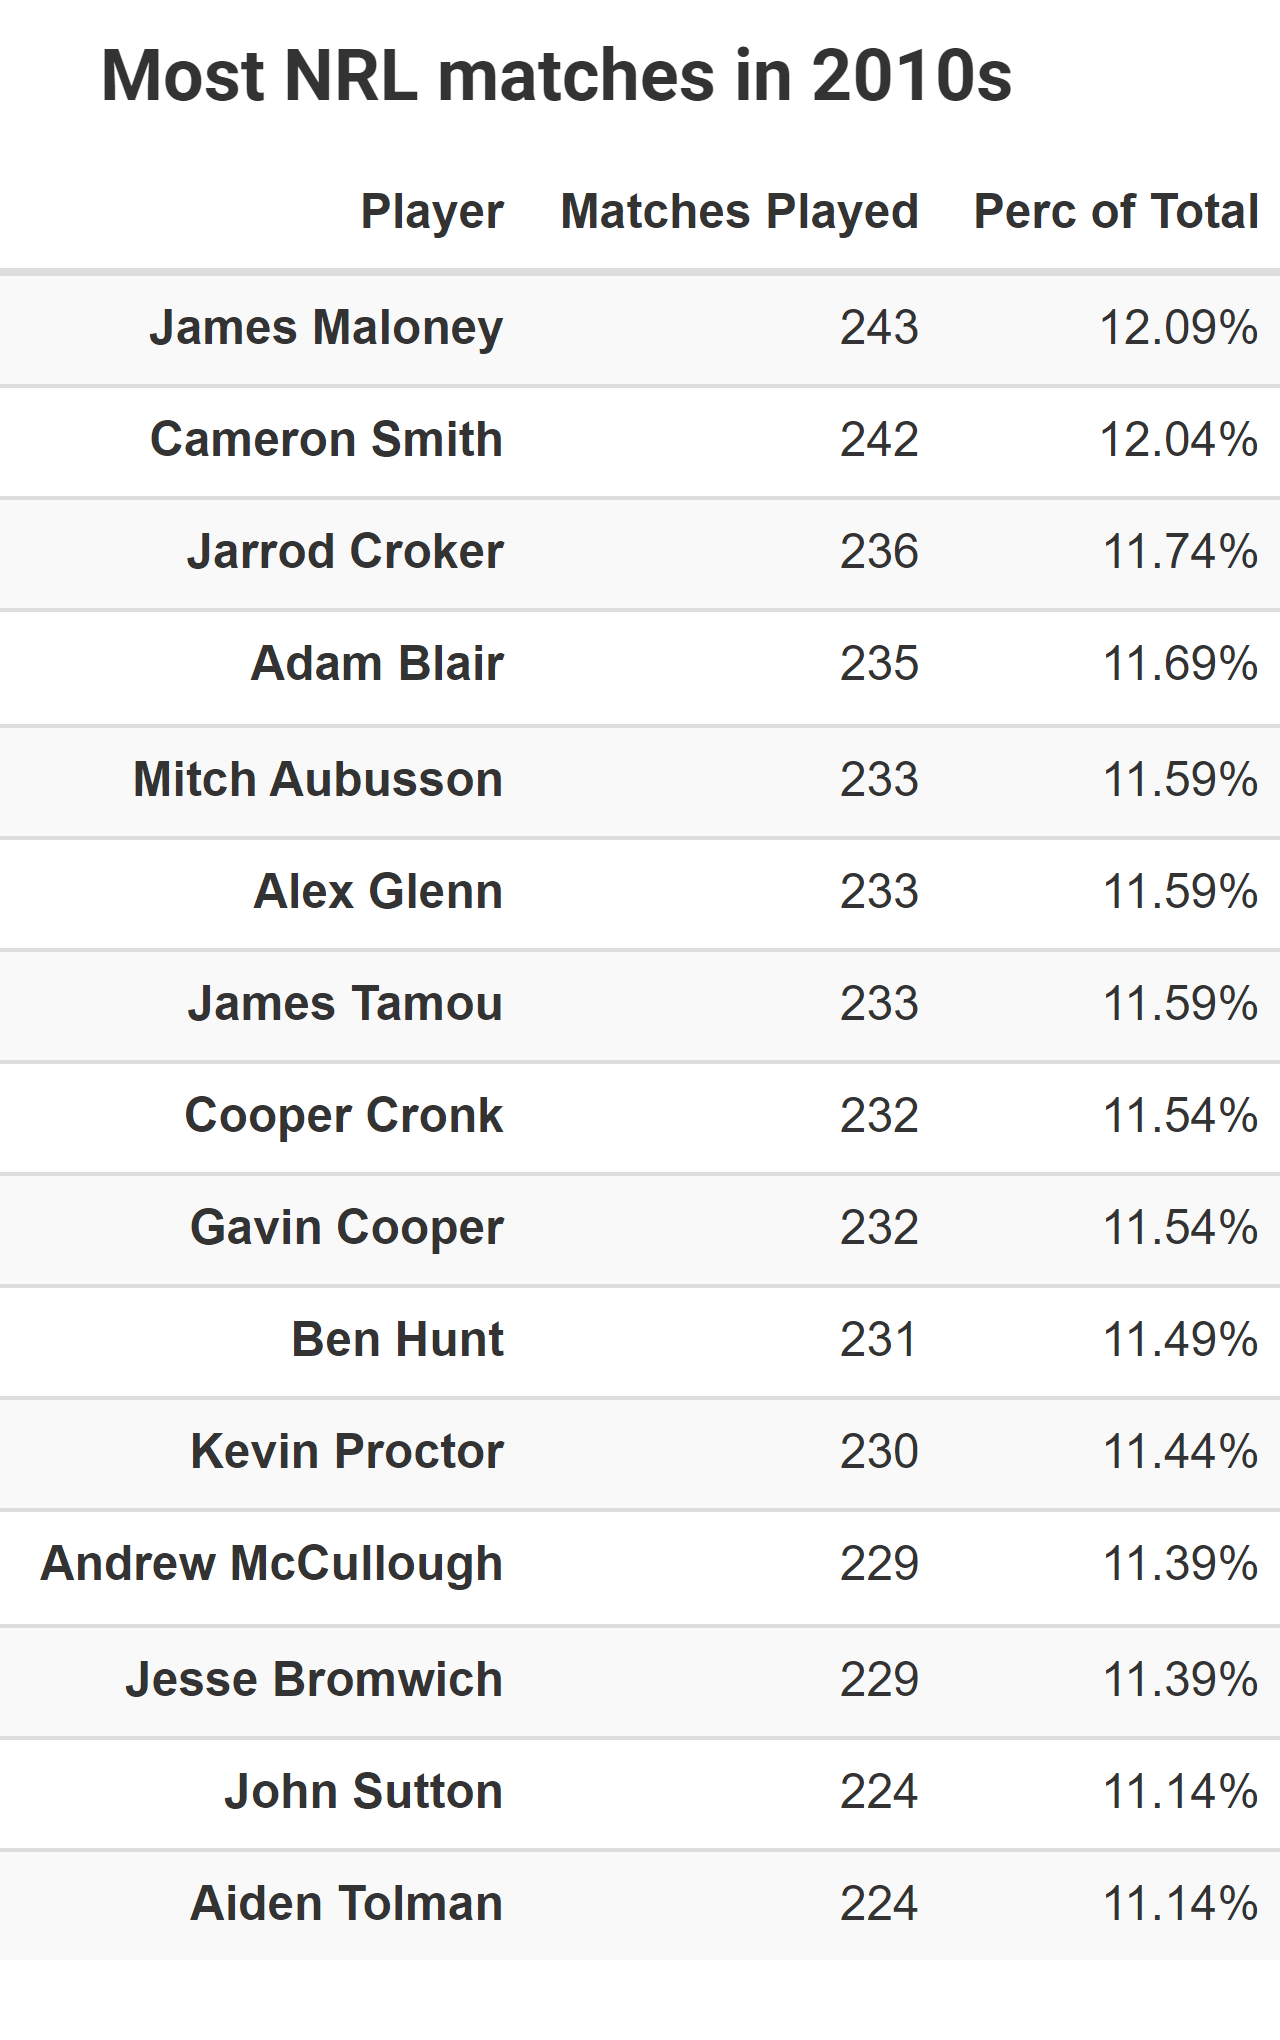 Most NRL matches in 2010s
Player Matches Played Perc of Total
James Maloney 243 12.09%
Cameron Smith 242 12.04%
Jarrod Croker 236 11.74%
Adam Blair 235 11.69%
Mitch Aubusson 233 11.59%
Alex Glenn 233 11.59%
James Tamou 233 11.59%
Cooper Cronk 232 11.54%
Gavin Cooper 232 11.54%
Ben Hunt 231 11.49%
Kevin Proctor 230 11.44%
Andrew McCullough 229 11.39%
Jesse Bromwich 229 11.39%
John Sutton 224 11.14%
Aiden Tolman 224 11.14%